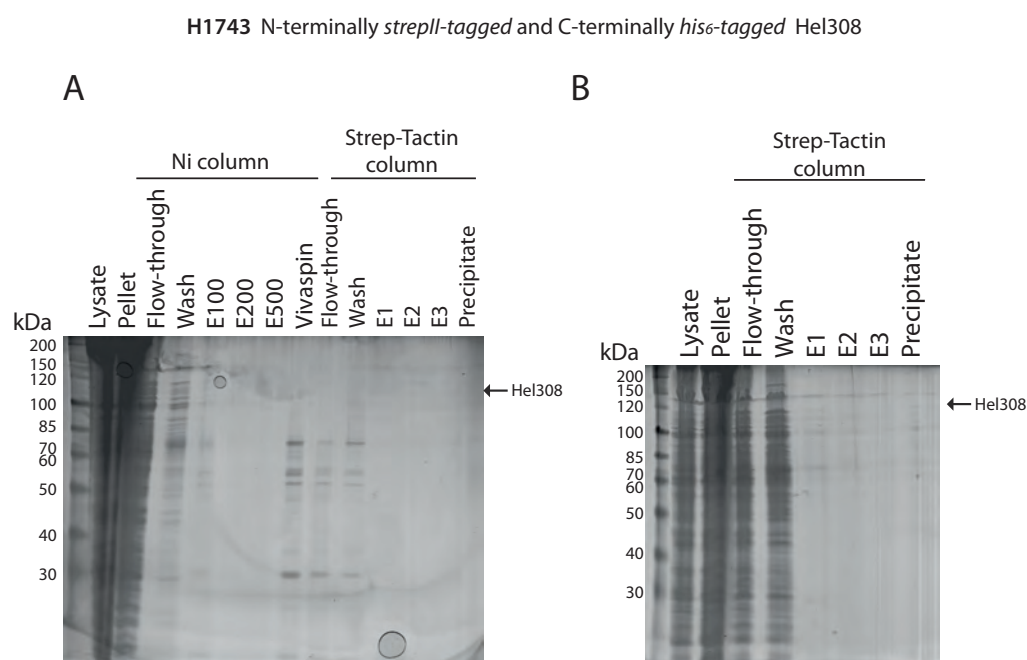 H1743 N-terminally strepII-tagged and C-terminally his6-tagged Hel308
A
Ni column
Strep-Tactin
column
Lysate
Pellet
Flow-through
Wash
E100
E200
E500
Vivaspin
Flow-through
Wash
E1
E2
E3
Precipitate
kDa
200
150
120
100
85
70
60
50
40
30
Hel308
B
Strep-Tactin
column
Lysate
Pellet
Flow-through
Wash
E1
E2
E3
Precipitate
kDa
200
150
120
100
85
70
60
50
40
30
Hel308